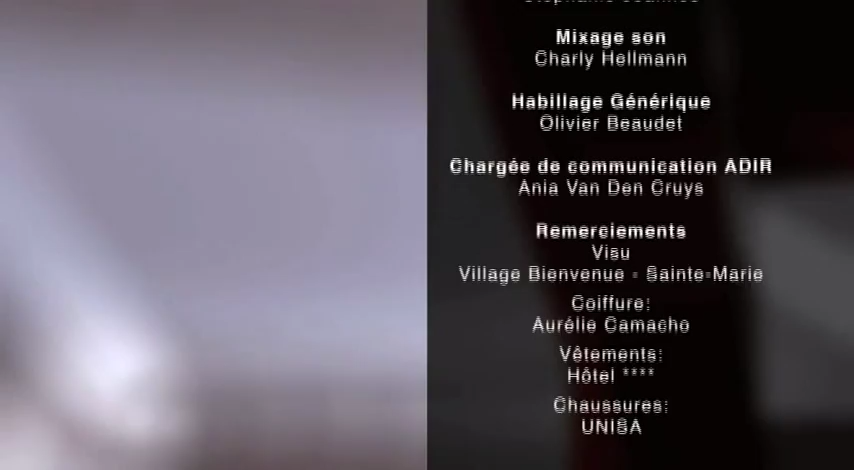 Mixage son
Charly Hellmann
Habillage Générique
Olivier Beaudet
Chargée de communication ADIR
Ania Van Den Cruys
Remerciements
Visu
Village Bienvenue - Sainte-Marie
Coiffure:
Aurélie Camacho
Vêtements:
Hôtel ****
Chaussures:
UNISA